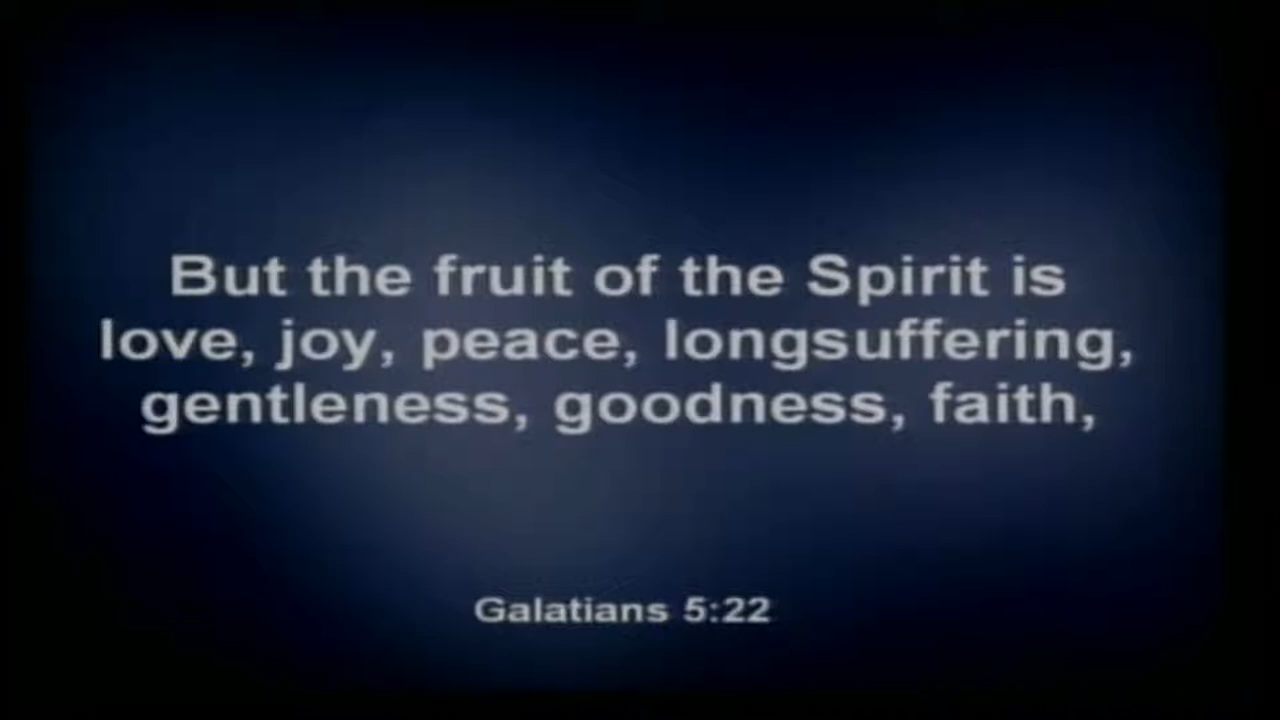 But the fruit of the Spirit is
love, joy, peace, longsuffering,
gentleness, goodness, faith,
Galatians 5:22